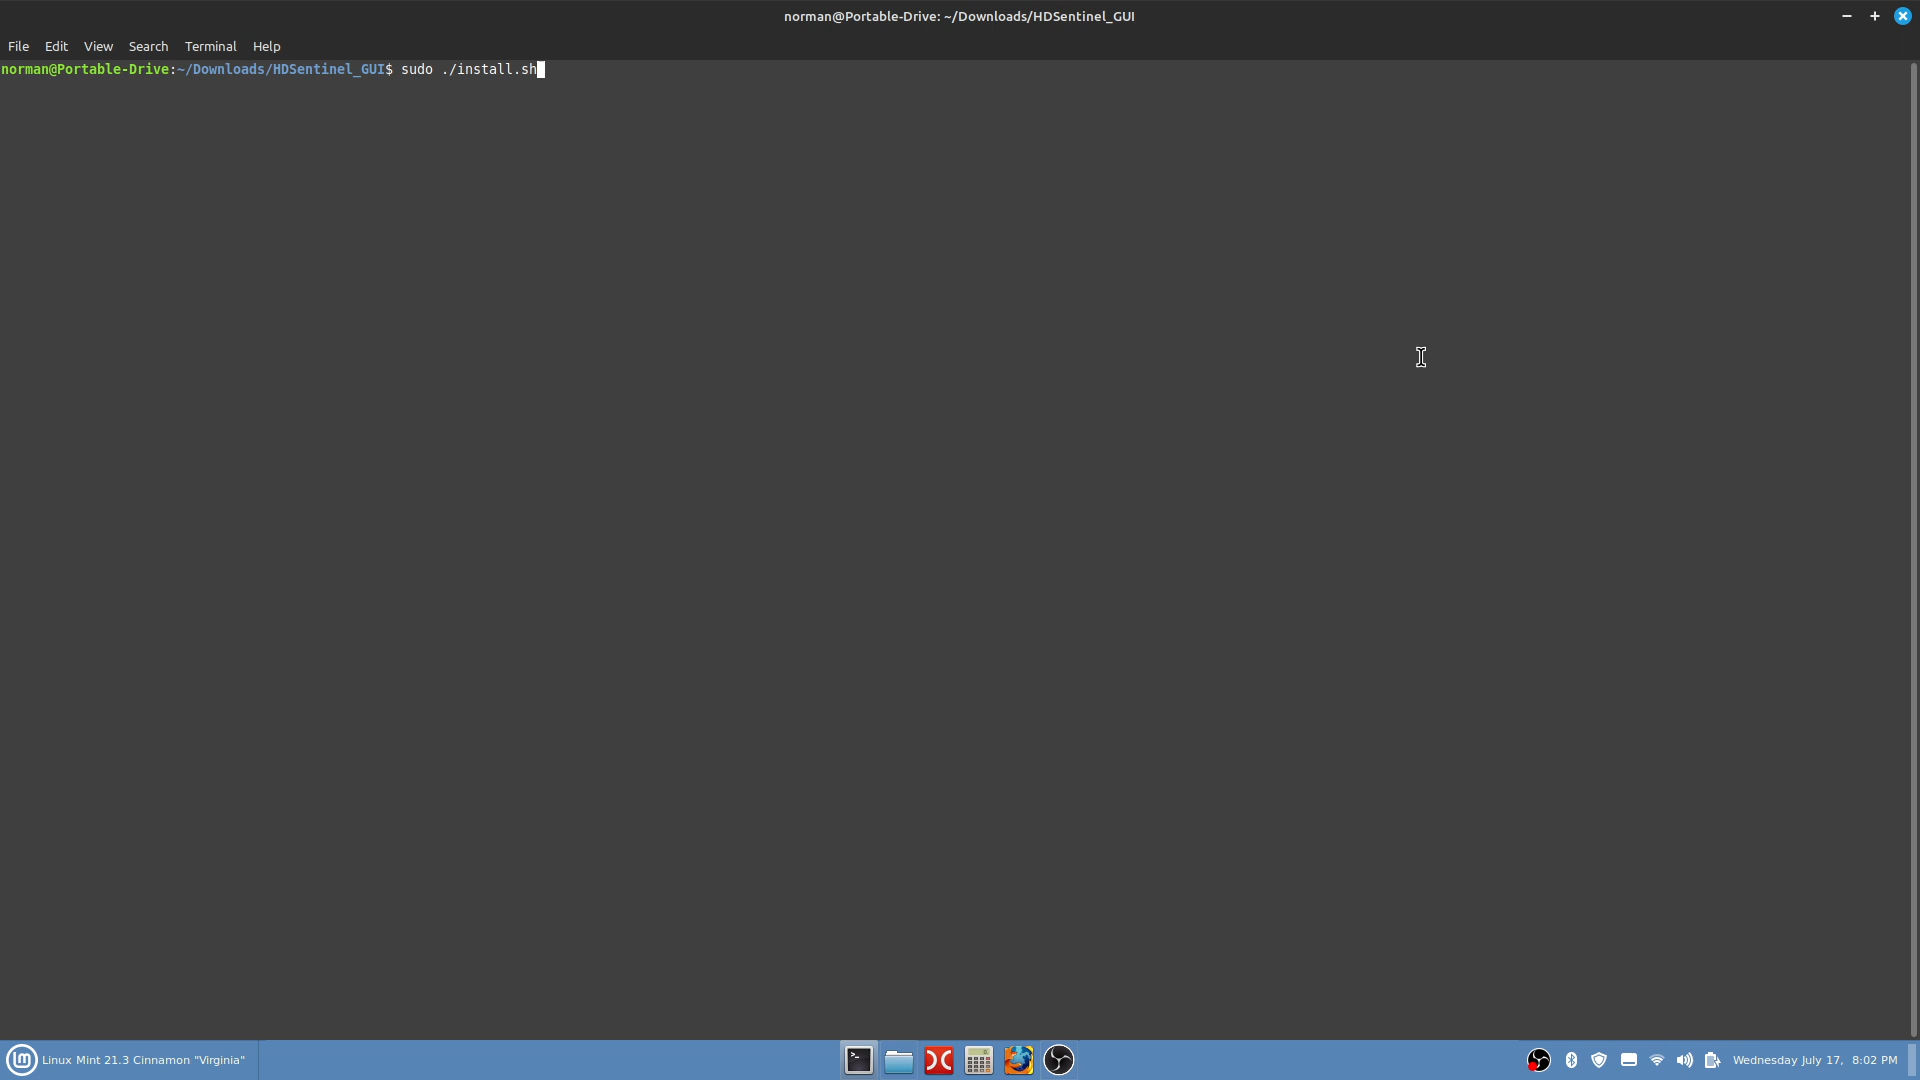 norman@Portable-Drive: ~/Downloads/HDSentinel_GUI
File Edit View Search Terminal Help
norman@Portable-Drive:~/Downloads/HDSentinel_GUI$ sudo ./install.sh
Linux Mint 21.3 Cinnamon "Virginia"
Wednesday July 17, 8:02 PM